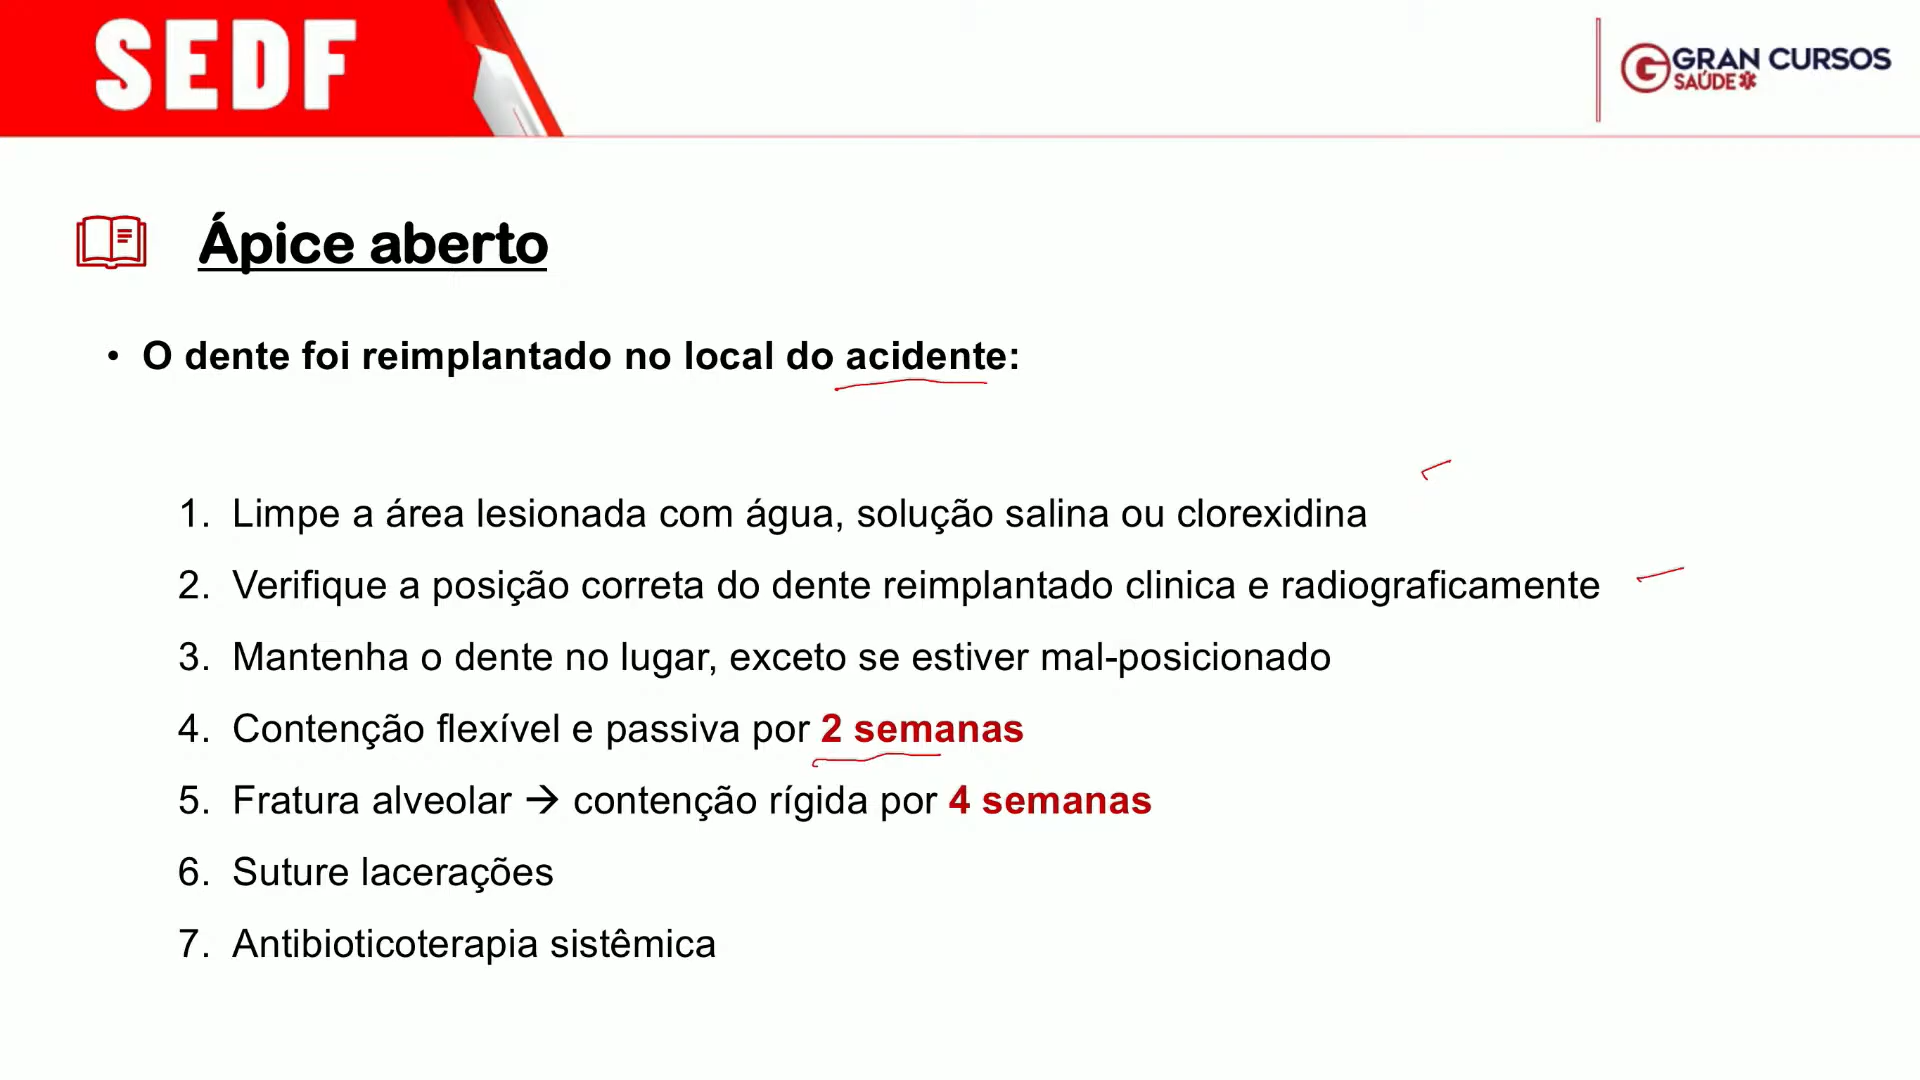 SEDF
GRAN CURSOS
SAÚDE
Ápice aberto
• O dente foi reimplantado no local do acidente:
1. Limpe a área lesionada com água, solução salina ou clorexidina
2. Verifique a posição correta do dente reimplantado clinica e radiograficamente
3. Mantenha o dente no lugar, exceto se estiver mal-posicionado
4. Contenção flexível e passiva por 2 semanas
5. Fratura alveolar → contenção rígida por 4 semanas
6. Suture lacerações
7. Antibioticoterapia sistêmica